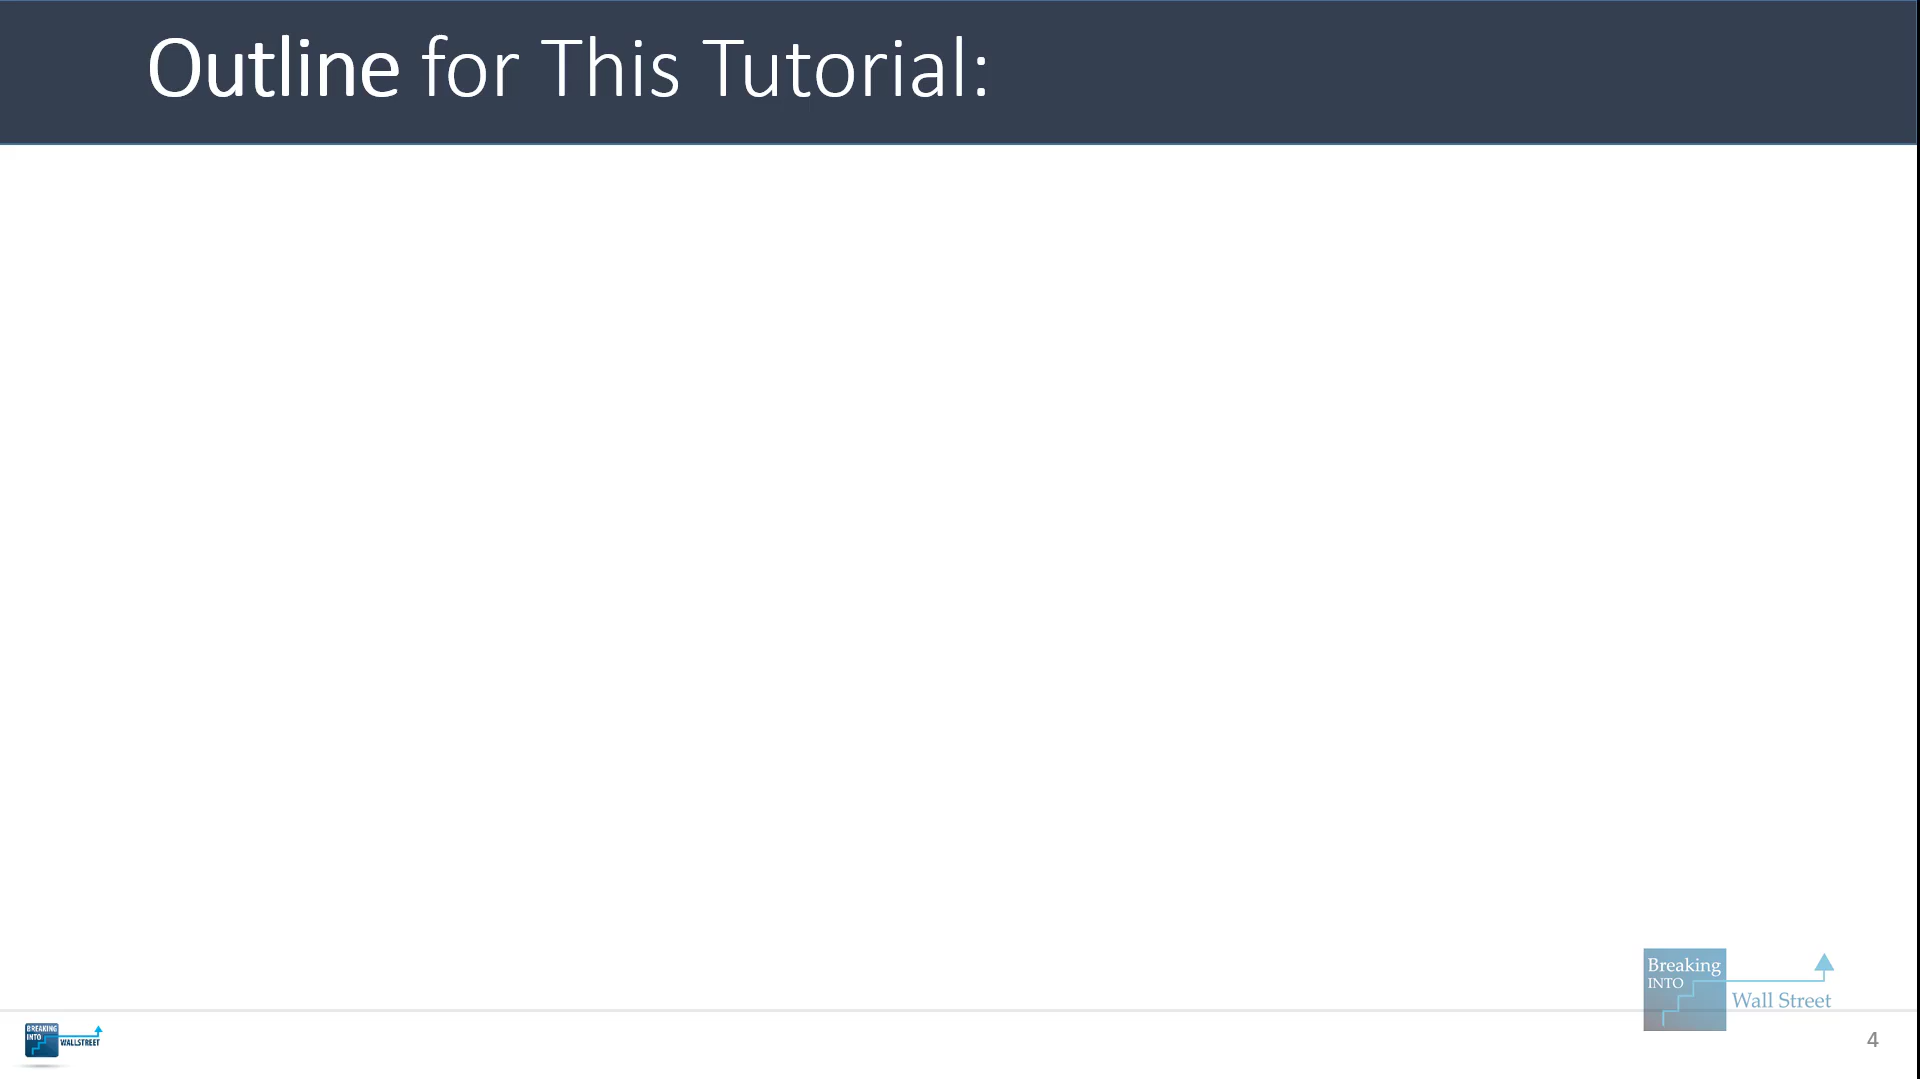 Outline for This Tutorial:
Breaking
INTO
Wall Street
BREAKING
INTO
WALLSTREET
4